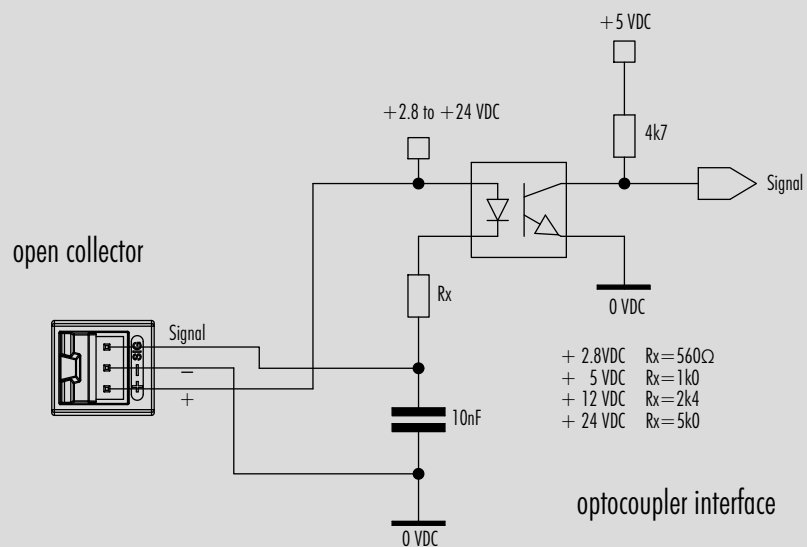 +5 VDC
+2.8 to +24 VDC
4k7
Signal
open collector
Rx
0 VDC
Signal
SIG
−
+
−
+
+ 2.8VDC Rx=560Ω
+ 5 VDC Rx=1k0
+ 12 VDC Rx=2k4
+ 24 VDC Rx=5k0
10nF
optocoupler interface
0 VDC